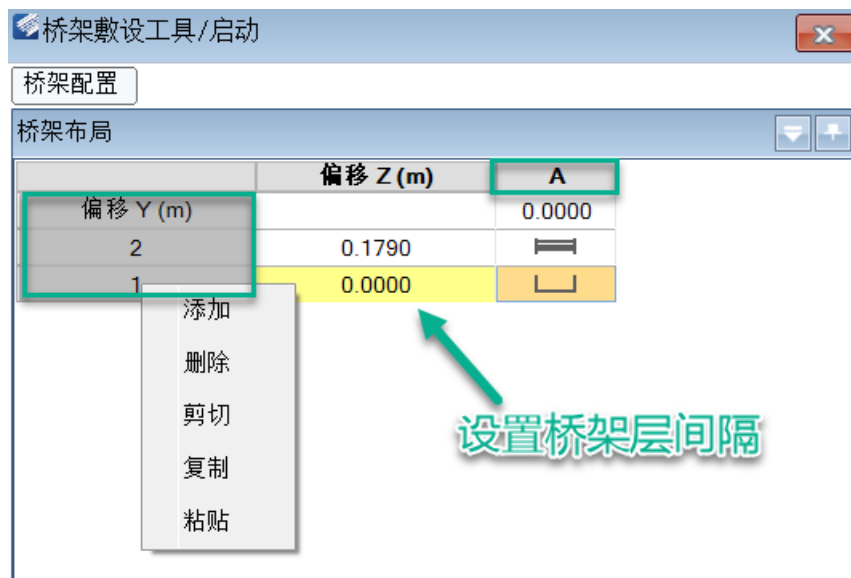 桥架敷设工具/启动
桥架配置
桥架布局
偏移 Z (m) A
偏移 Y (m) 0.0000
2 0.1790
1 0.0000
添加
删除
剪切
复制
粘贴
设置桥架层间隔